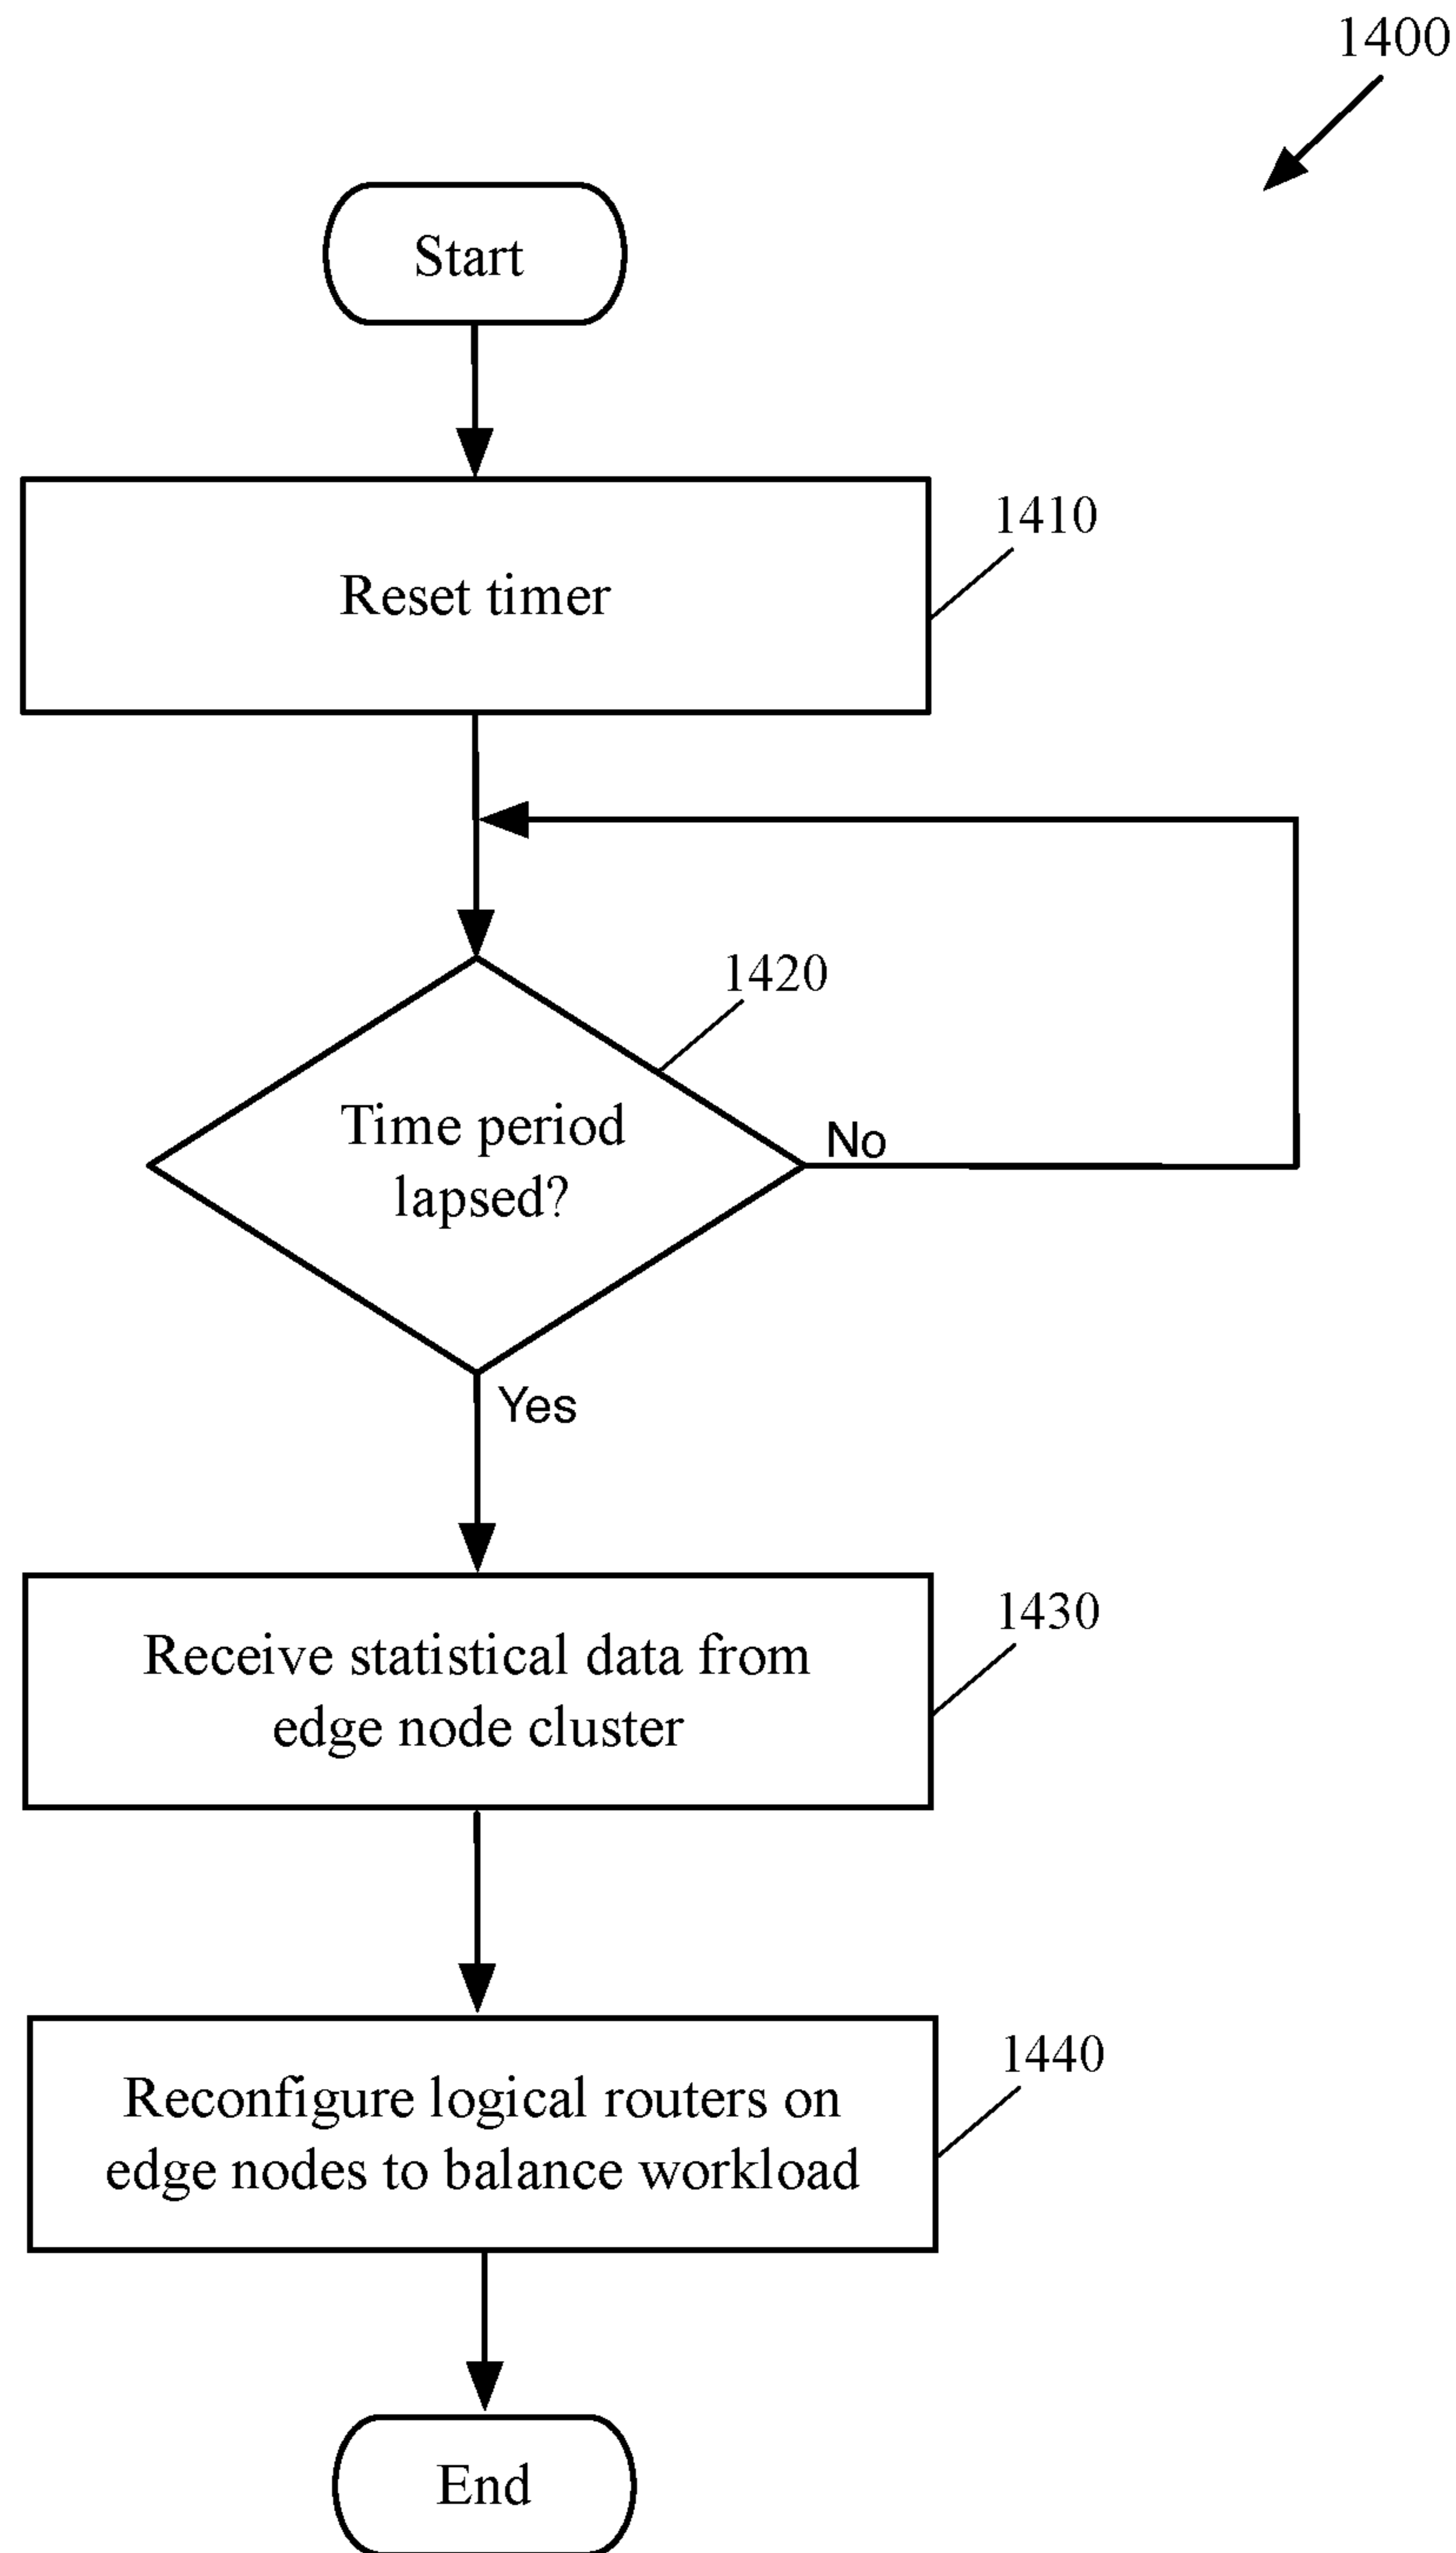 1400
Start
1410
Reset timer
1420
Time period
lapsed?
No
Yes
1430
Receive statistical data from
edge node cluster
1440
Reconfigure logical routers on
edge nodes to balance workload
End